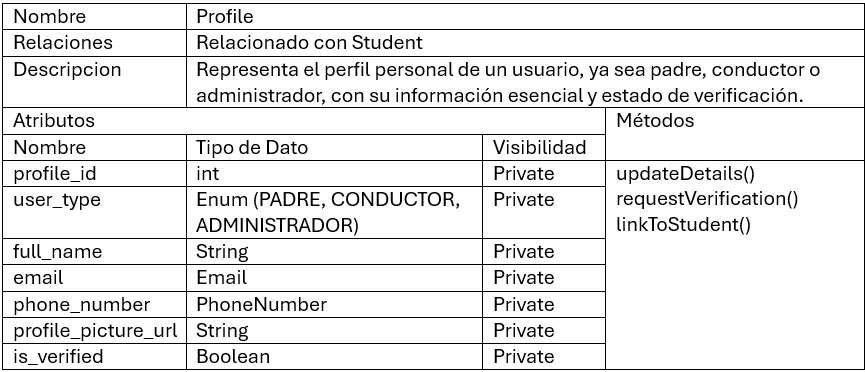 Nombre Profile
Relaciones Relacionado con Student
Descripcion Representa el perfil personal de un usuario, ya sea padre, conductor o
administrador, con su información esencial y estado de verificación.
Atributos Métodos
Nombre Tipo de Dato Visibilidad
profile_id int Private updateDetails()
user_type Enum (PADRE, CONDUCTOR, Private requestVerification()
ADMINISTRADOR) linkToStudent()
full_name String Private
email Email Private
phone_number PhoneNumber Private
profile_picture_url String Private
is_verified Boolean Private